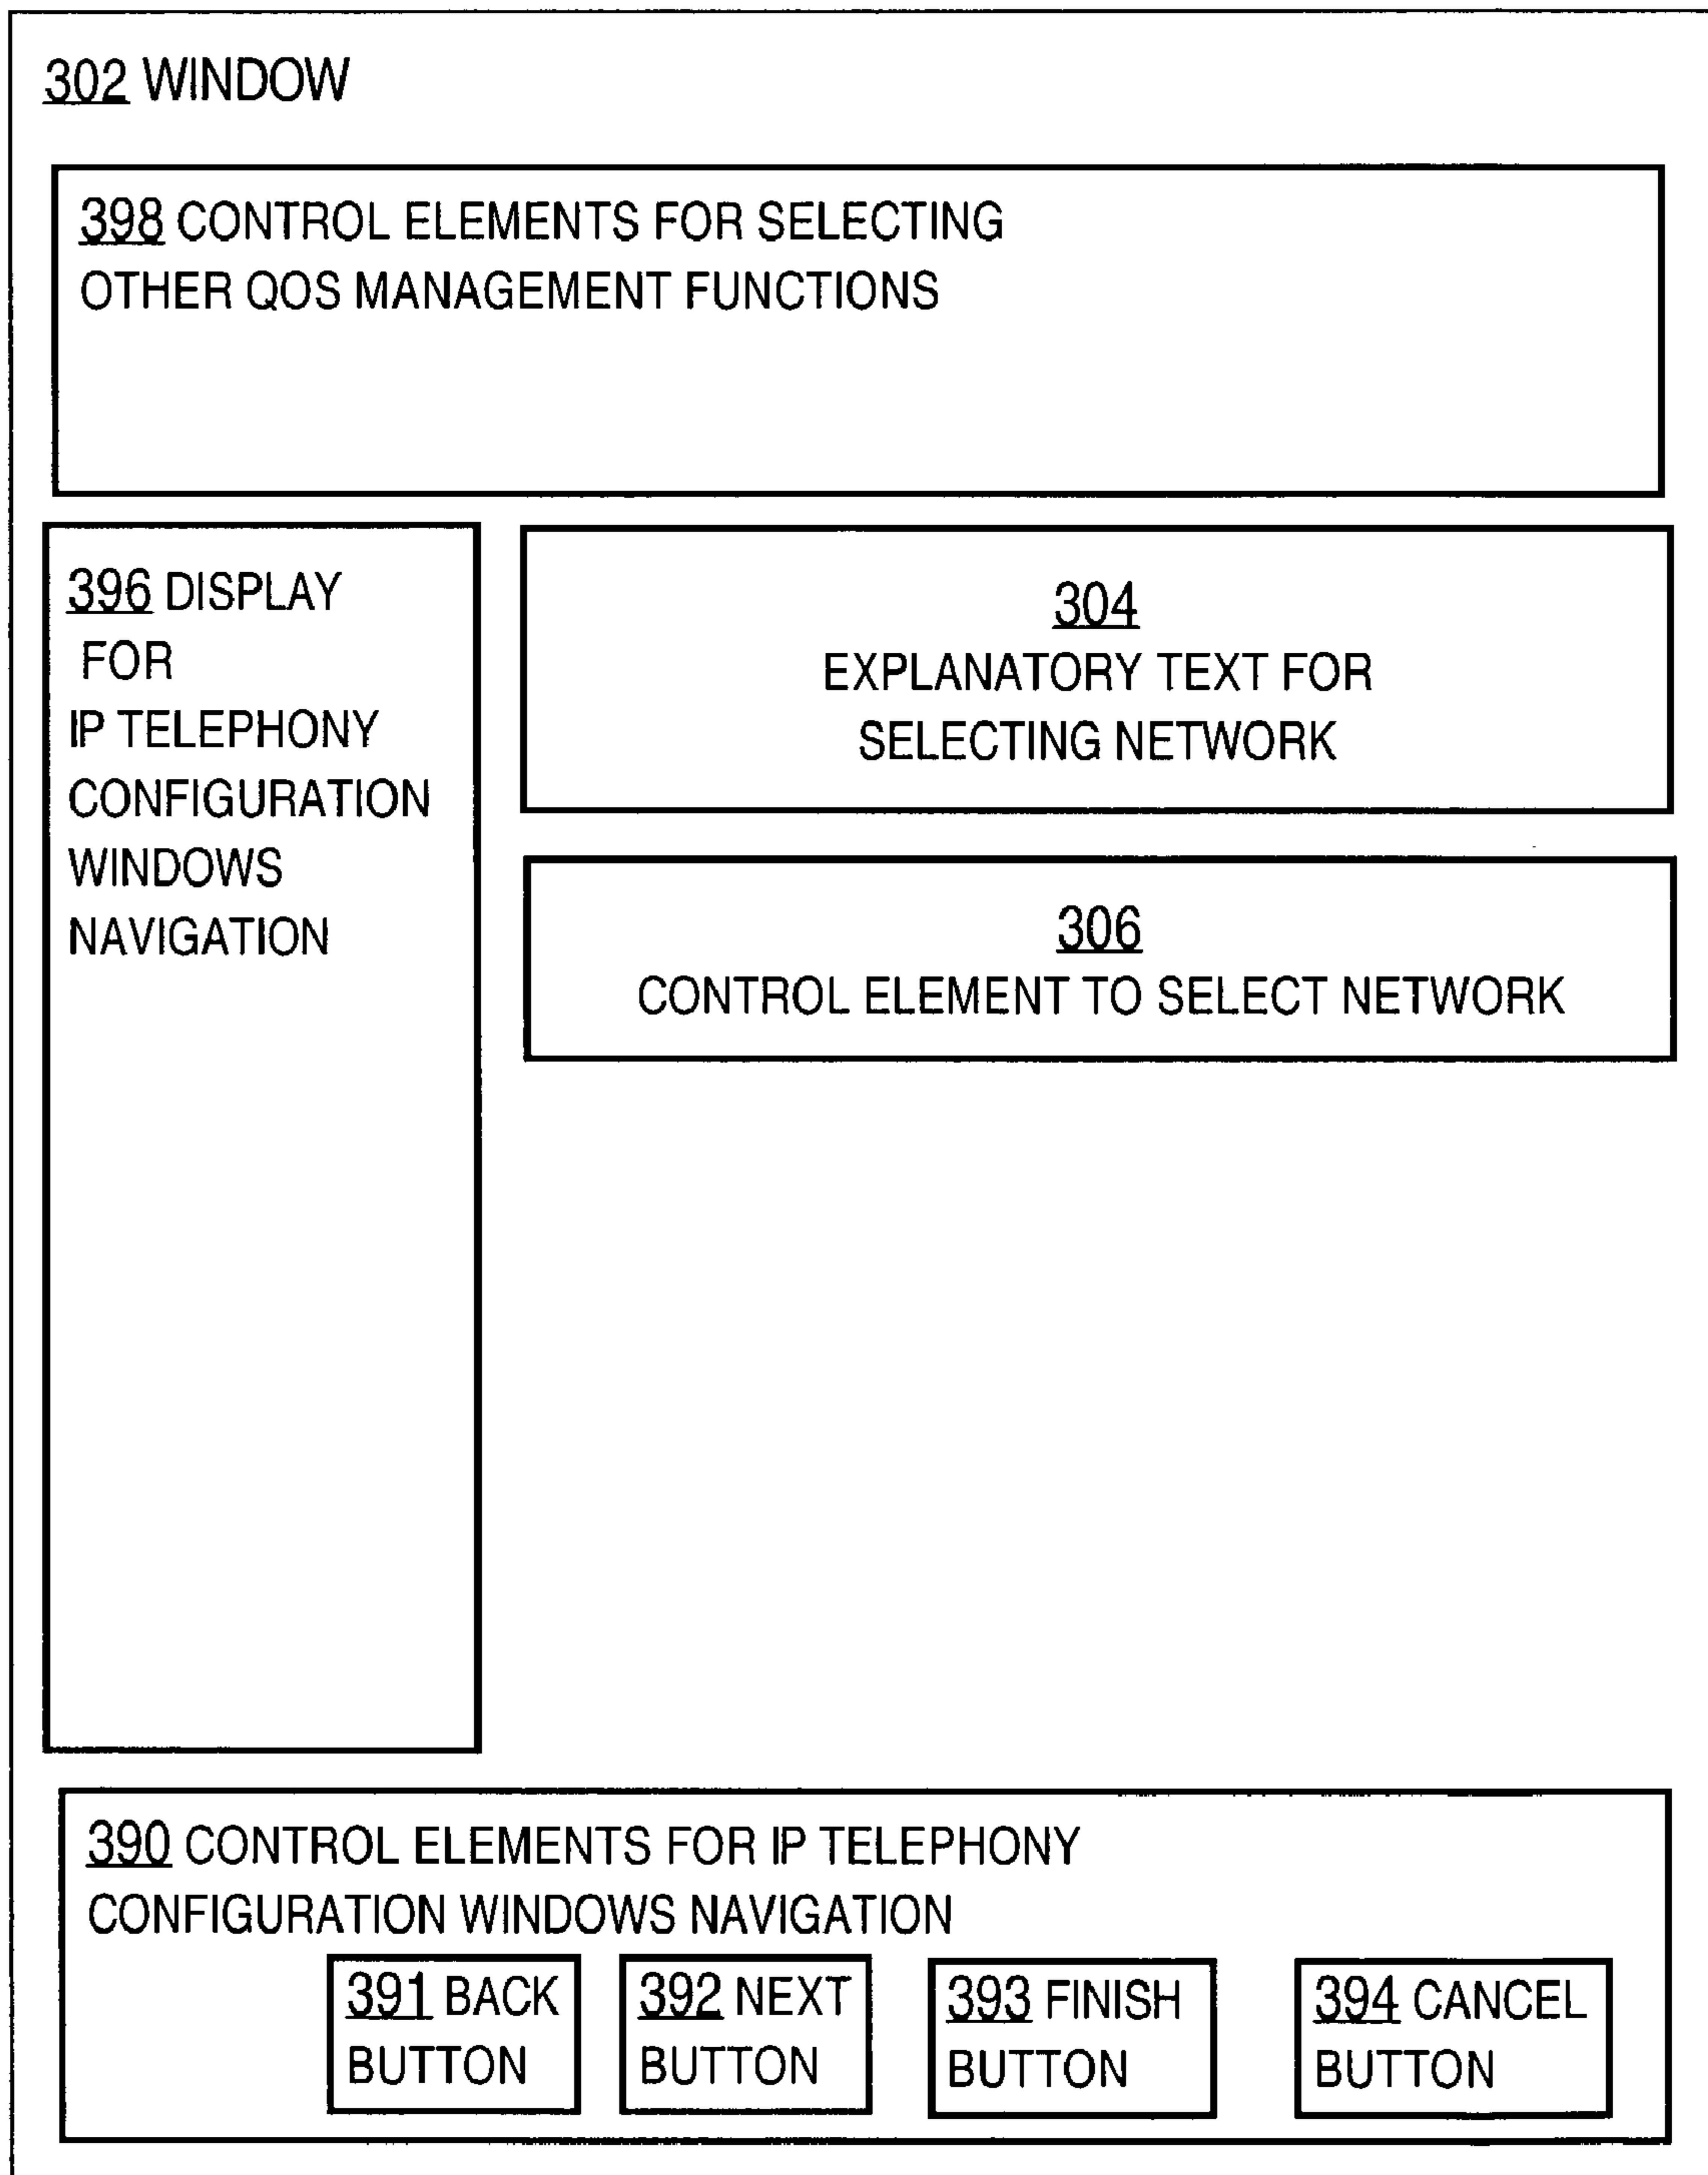 302 WINDOW
398 CONTROL ELEMENTS FOR SELECTING
OTHER QOS MANAGEMENT FUNCTIONS
396 DISPLAY
FOR
IP TELEPHONY
CONFIGURATION
WINDOWS
NAVIGATION
304
EXPLANATORY TEXT FOR
SELECTING NETWORK
306
CONTROL ELEMENT TO SELECT NETWORK
390 CONTROL ELEMENTS FOR IP TELEPHONY
CONFIGURATION WINDOWS NAVIGATION
391 BACK
BUTTON
392 NEXT
BUTTON
393 FINISH
BUTTON
394 CANCEL
BUTTON